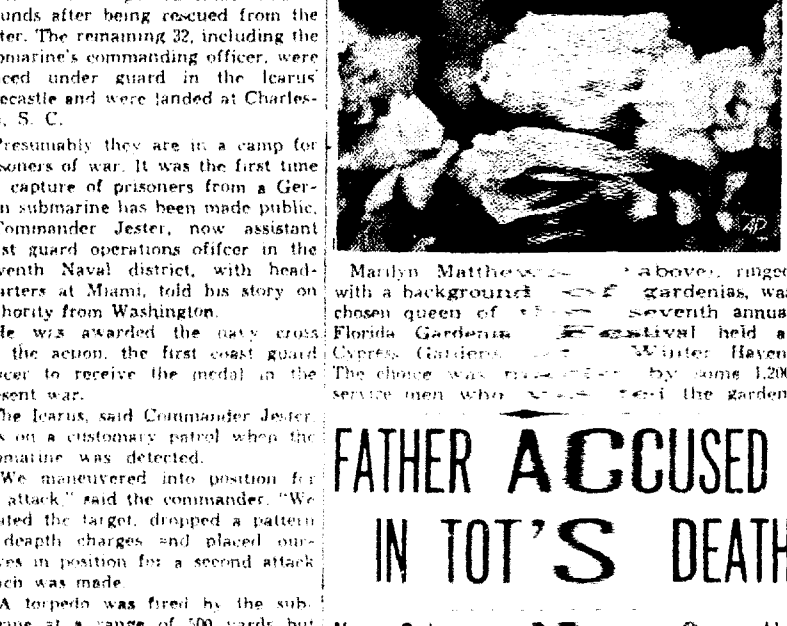 unds after being rescued from the
ter. The remaining 32, including the
bmarine's commanding officer, were
aced under guard in the Icarus'
ecastle and were landed at Charles-
, S. C.
Presumably they are in a camp for
soners of war. It was the first time
capture of prisoners from a Ger-
n submarine has been made public.
Commander Jester, now assistant
st guard operations ofifcer in the
venth Naval district, with head-
arters at Miami, told his story on
hority from Washington.
He was awarded the navy cross
the action, the first coast guard
icer to receive the medal in the
sent war.
The Icarus, said Commander Jester,
s on a customary patrol when the
bmarine was detected.
"We maneuvered into position for
attack," said the commander. "We
ated the target, dropped a pattern
deapth charges and placed our-
ves in position for a second attack
ich was made.
"A torpedo was fired by the sub-
rine at a range of 500 yards but
AP
Marilyn Matthews above, ringed
with a background of gardenias, was
chosen queen of seventh annual
Florida Gardenia Festival held at
Cypress Gardens Winter Haven
The choice was by some 1,200
service men who the garden
FATHER ACCUSED
IN TOT'S DEATH